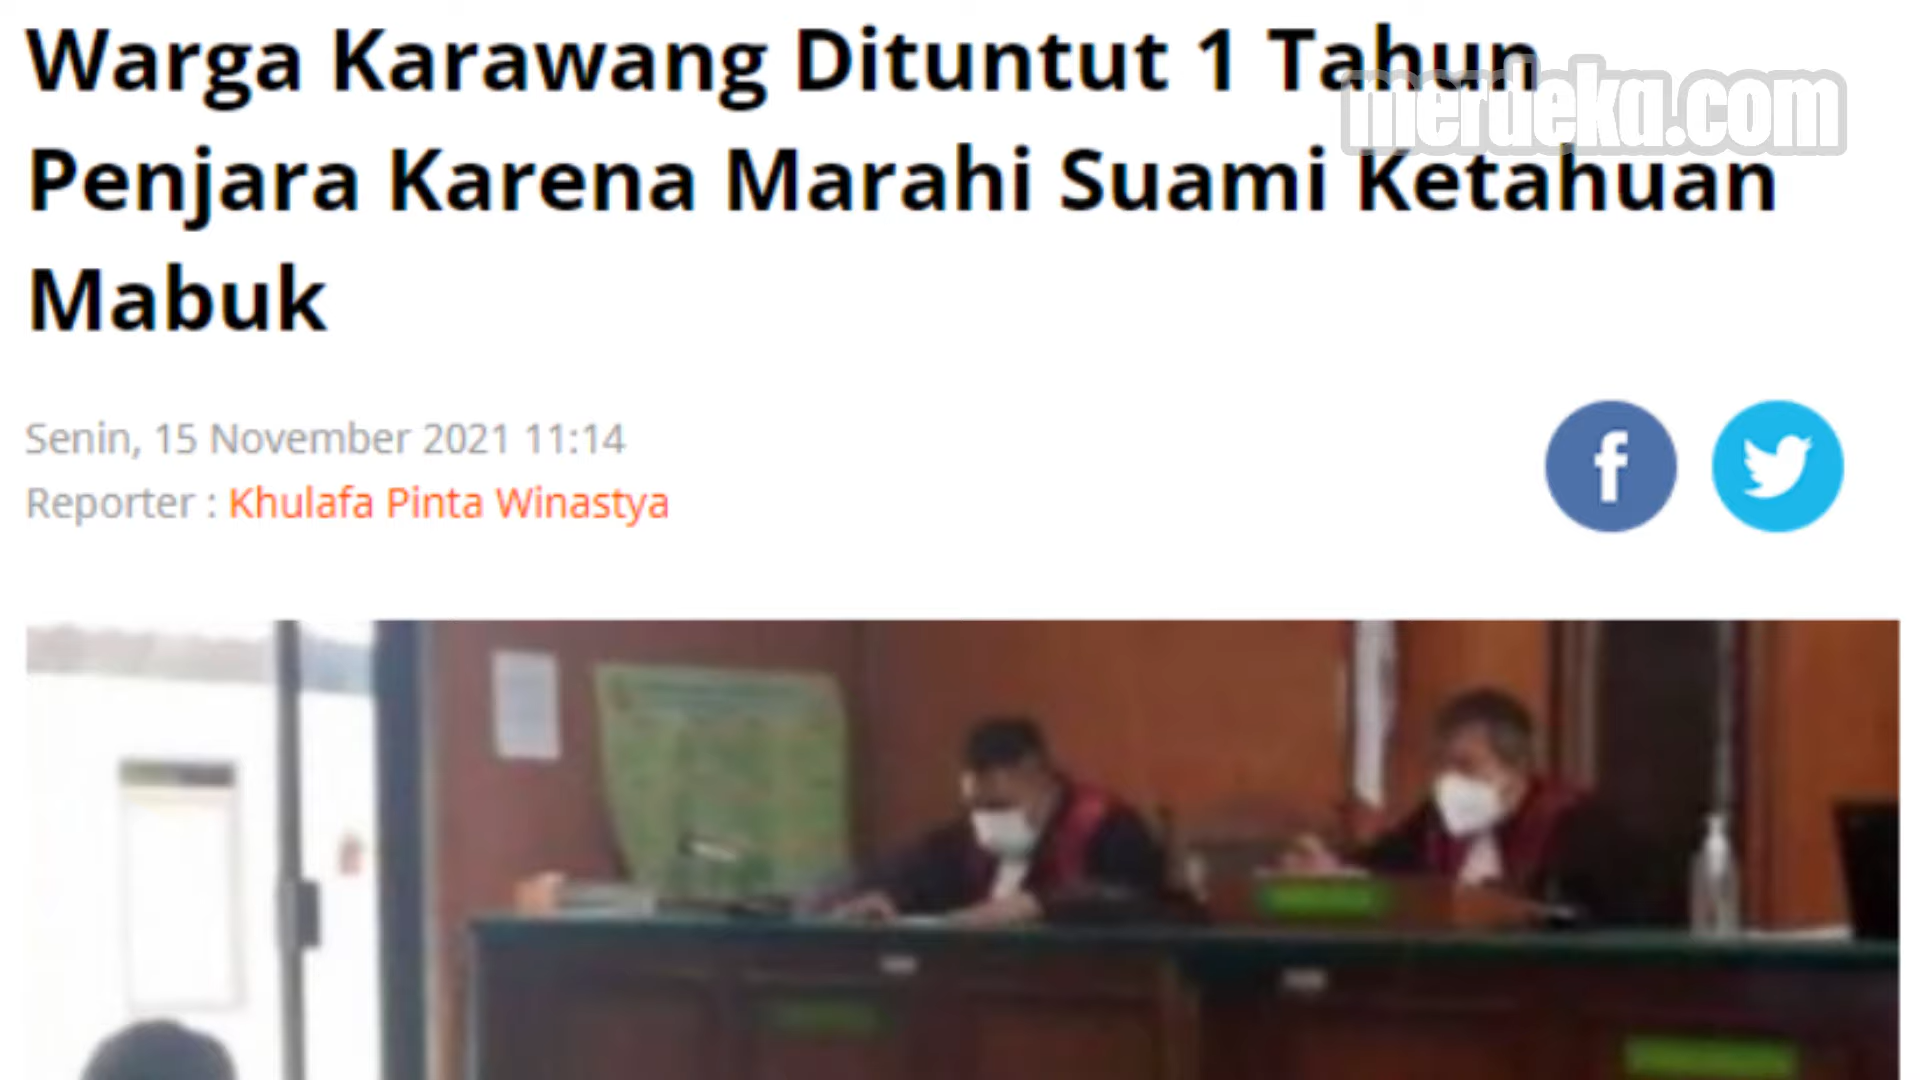 Warga Karawang Dituntut 1 Tahun
merdeka.com
Penjara Karena Marahi Suami Ketahuan
Mabuk
Senin, 15 November 2021 11:14
Reporter : Khulafa Pinta Winastya